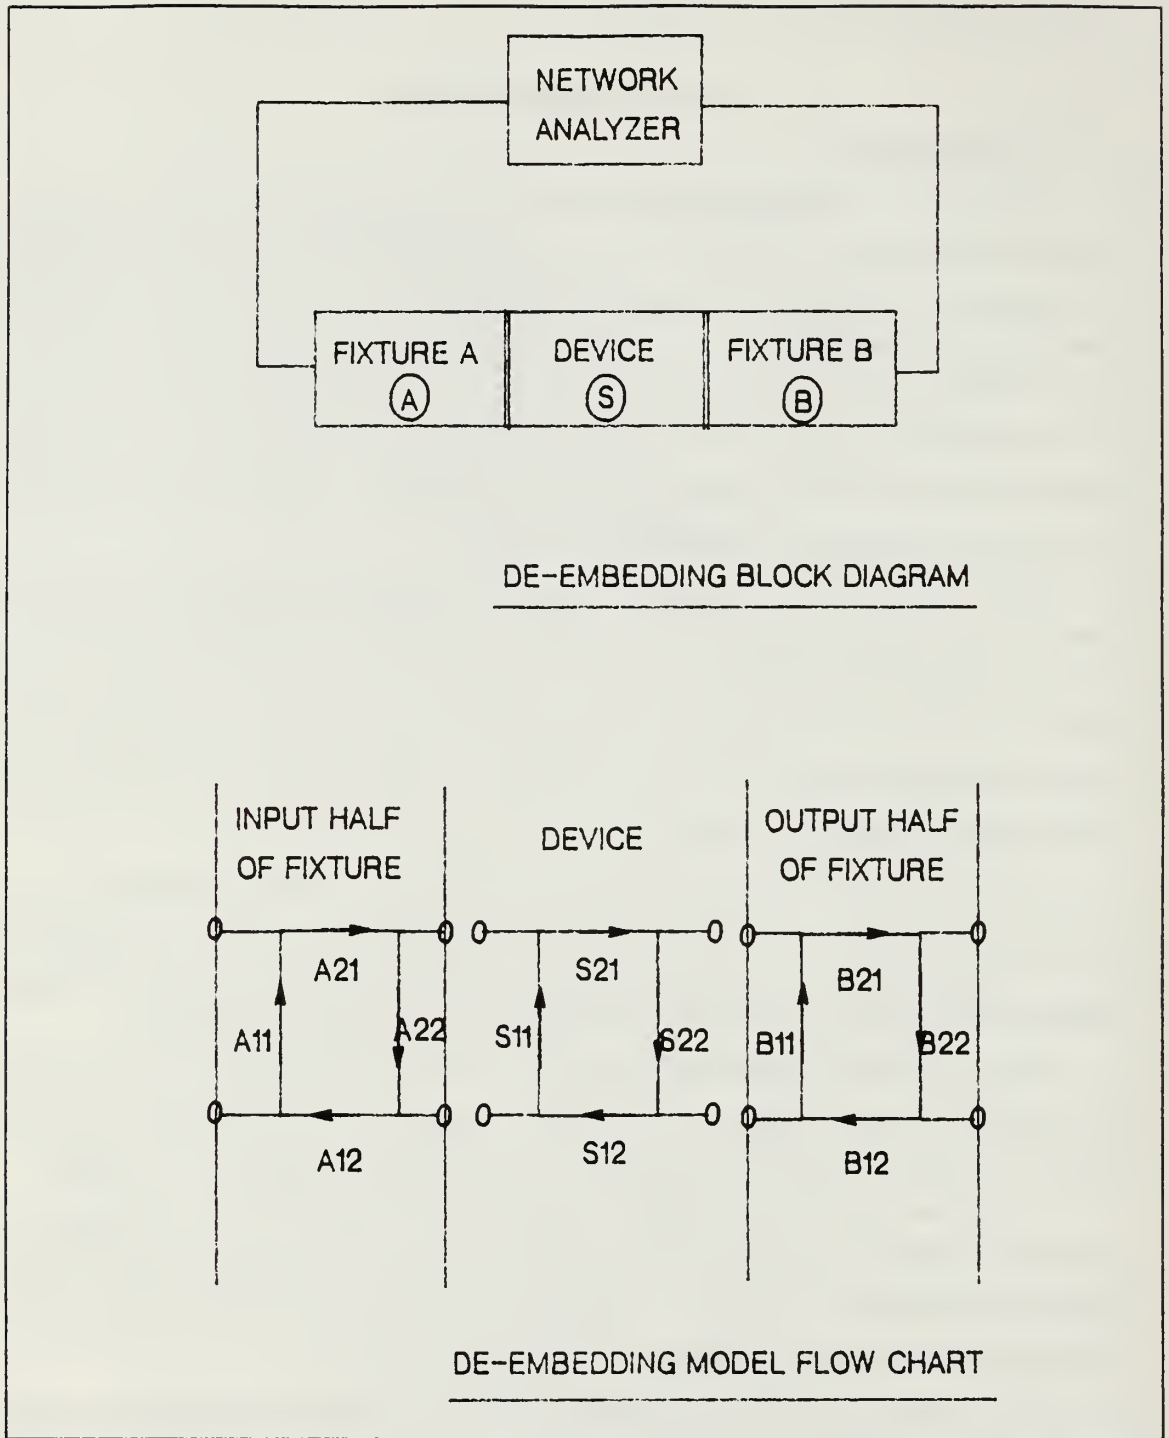 NETWORK
ANALYZER
FIXTURE A
DEVICE
FIXTURE B
A
S
B
DE-EMBEDDING BLOCK DIAGRAM
INPUT HALF
OF FIXTURE
DEVICE
OUTPUT HALF
OF FIXTURE
A21
S21
B21
A11
A22
S11
S22
B11
B22
A12
S12
B12
DE-EMBEDDING MODEL FLOW CHART